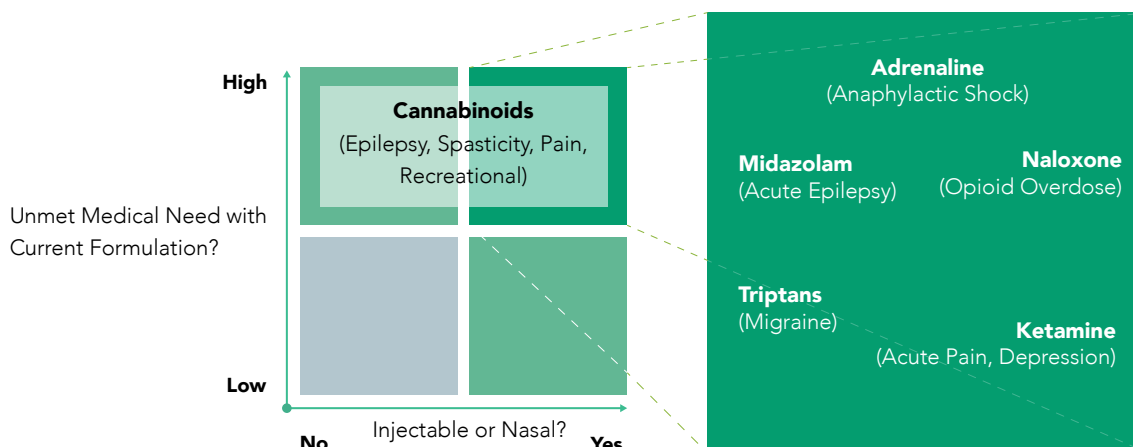 High
Cannabinoids
(Epilepsy, Spasticity, Pain,
Recreational)
Unmet Medical Need with
Current Formulation?
Low
No
Injectable or Nasal?
Yes
Adrenaline
(Anaphylactic Shock)
Midazolam
(Acute Epilepsy)
Naloxone
(Opioid Overdose)
Triptans
(Migraine)
Ketamine
(Acute Pain, Depression)